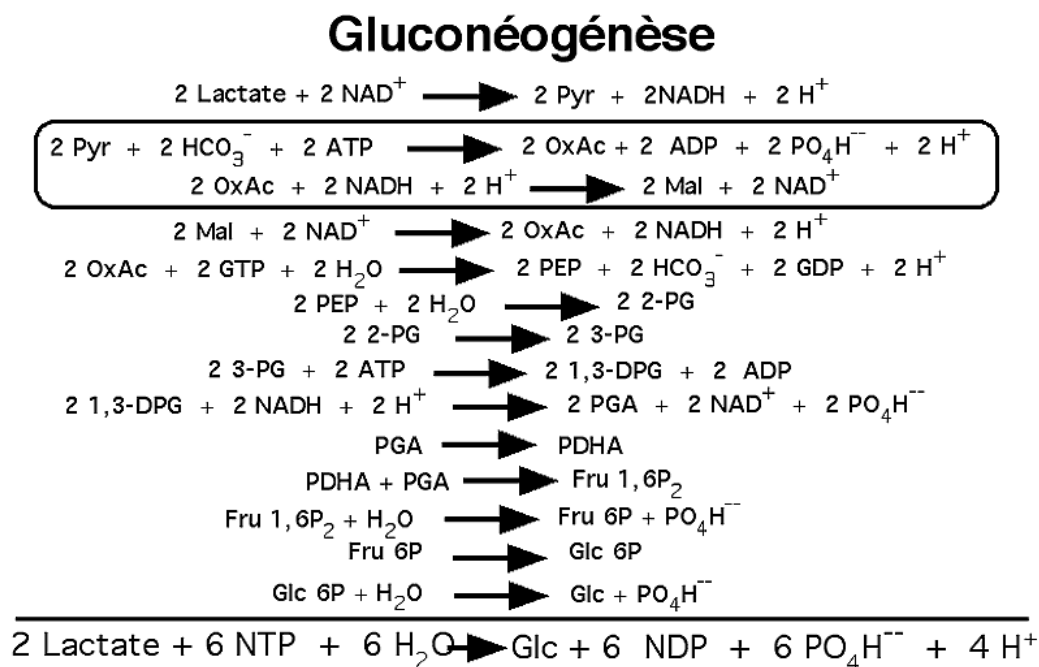 Gluconéogénèse
2 Lactate + 2 NAD⁺ → 2 Pyr + 2NADH + 2 H⁺
2 Pyr + 2 HCO₃⁻ + 2 ATP → 2 OxAc + 2 ADP + 2 PO₄H⁻⁻ + 2 H⁺
2 OxAc + 2 NADH + 2 H⁺ → 2 Mal + 2 NAD⁺
2 Mal + 2 NAD⁺ → 2 OxAc + 2 NADH + 2 H⁺
2 OxAc + 2 GTP + 2 H₂O → 2 PEP + 2 HCO₃⁻ + 2 GDP + 2 H⁺
2 PEP + 2 H₂O → 2 2-PG
2 2-PG → 2 3-PG
2 3-PG + 2 ATP → 2 1,3-DPG + 2 ADP
2 1,3-DPG + 2 NADH + 2 H⁺ → 2 PGA + 2 NAD⁺ + 2 PO₄H⁻⁻
PGA → PDHA
PDHA + PGA → Fru 1,6P₂
Fru 1,6P₂ + H₂O → Fru 6P + PO₄H⁻⁻
Fru 6P → Glc 6P
Glc 6P + H₂O → Glc + PO₄H⁻⁻
2 Lactate + 6 NTP + 6 H₂O → Glc + 6 NDP + 6 PO₄H⁻⁻ + 4 H⁺